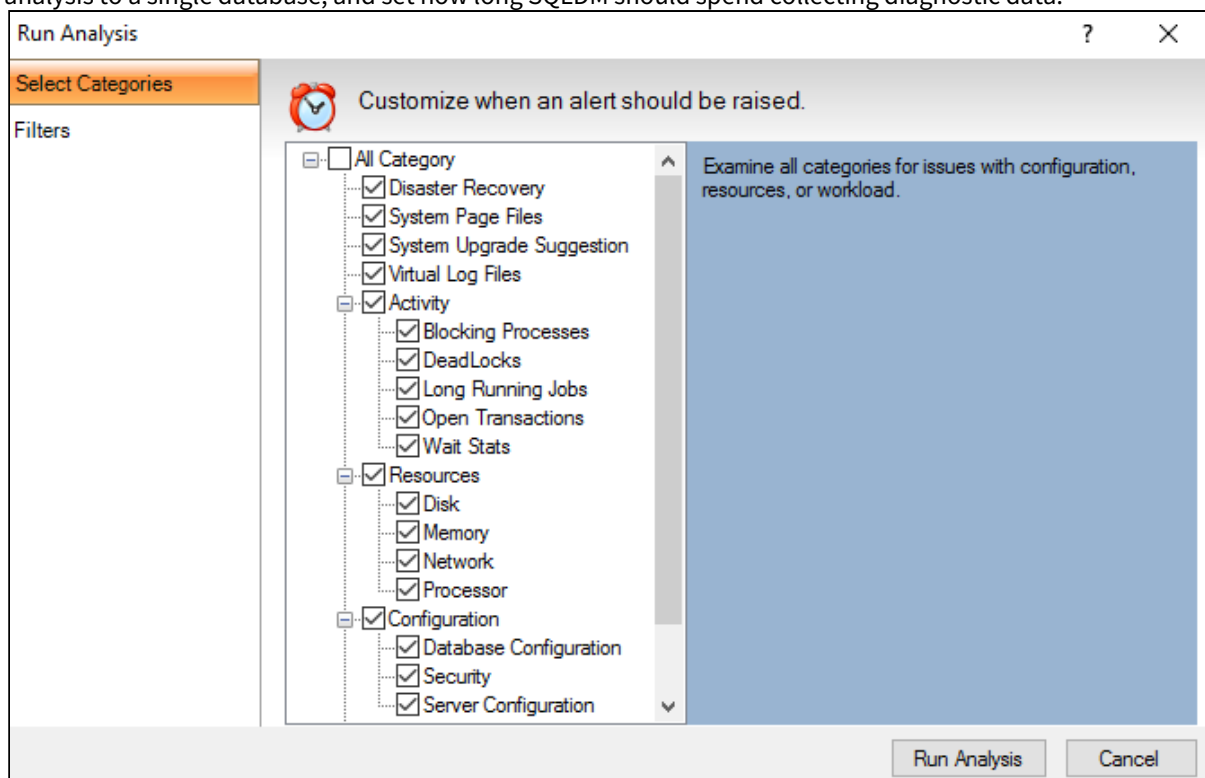 analysis to a single database, and set how long SQLDM should spend collecting diagnostic data.
Run Analysis
?
Select Categories
Filters
Customize when an alert should be raised.
All Category
Disaster Recovery
System Page Files
System Upgrade Suggestion
Virtual Log Files
Activity
Blocking Processes
DeadLocks
Long Running Jobs
Open Transactions
Wait Stats
Resources
Disk
Memory
Network
Processor
Configuration
Database Configuration
Security
Server Configuration
Examine all categories for issues with configuration,
resources, or workload.
Run Analysis
Cancel